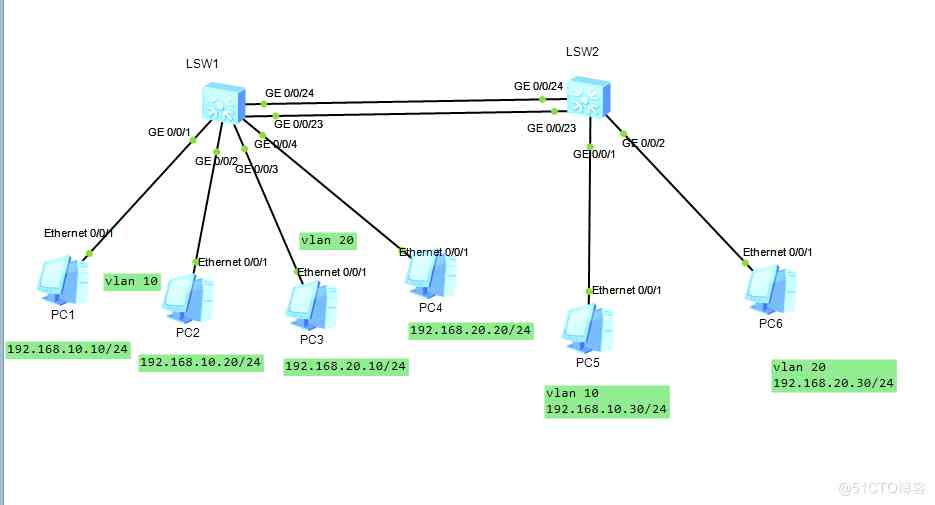 LSW1
LSW2
GE 0/0/24
GE 0/0/24
GE 0/0/23
GE 0/0/23
GE 0/0/1
GE 0/0/4
GE 0/0/2
GE 0/0/3
GE 0/0/1
GE 0/0/2
Ethernet 0/0/1
vlan 20
Ethernet 0/0/1
Ethernet 0/0/1
Ethernet 0/0/1
Ethernet 0/0/1
Ethernet 0/0/1
vlan 10
PC1
PC2
PC3
PC4
PC5
PC6
192.168.10.10/24
192.168.10.20/24
192.168.20.10/24
192.168.20.20/24
vlan 10
192.168.10.30/24
vlan 20
192.168.20.30/24
@51CTO博客